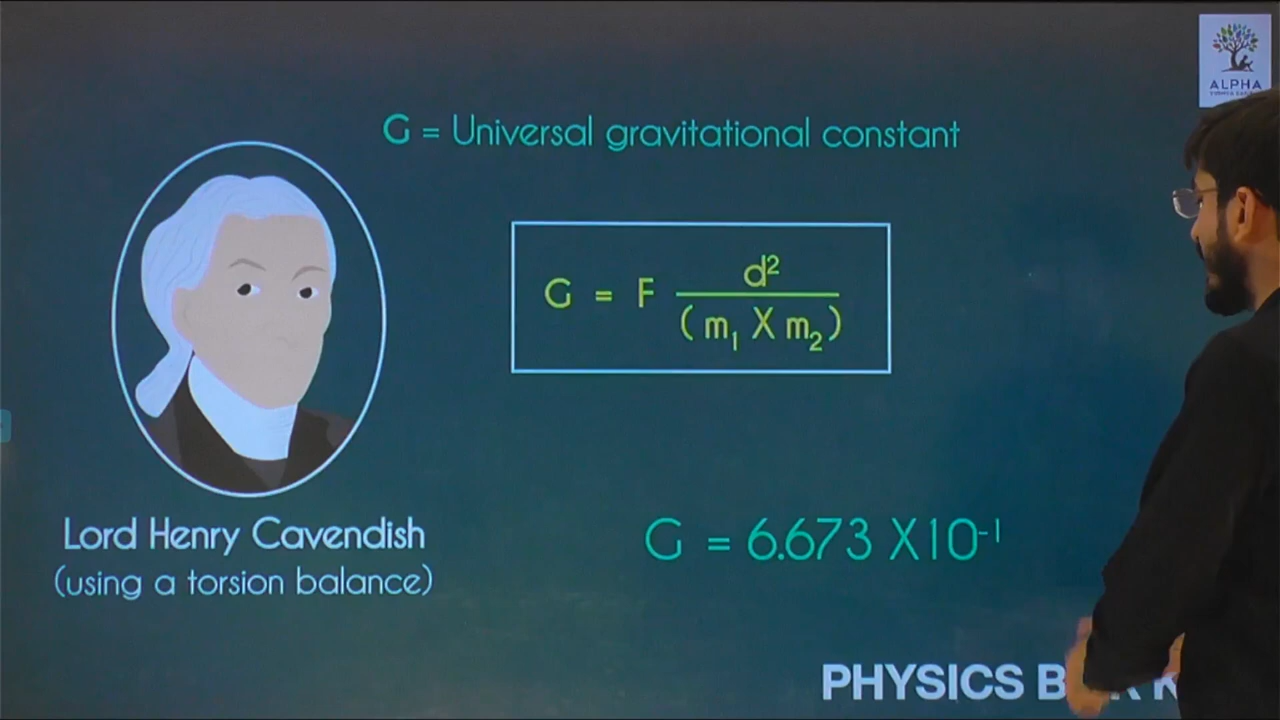 ALPHA
G = Universal gravitational constant
G = F d² / (m₁ X m₂)
Lord Henry Cavendish
(using a torsion balance)
G = 6.673 X10⁻¹
PHYSICS